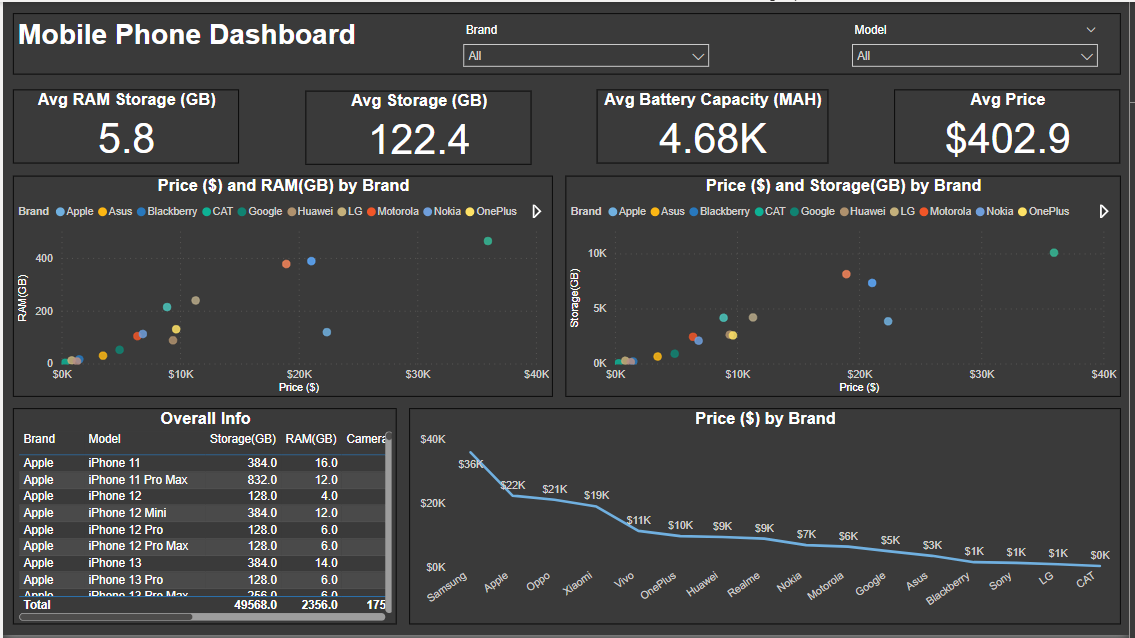 Mobile Phone Dashboard
Brand
All
Model
All
Avg RAM Storage (GB)
5.8
Avg Storage (GB)
122.4
Avg Battery Capacity (MAH)
4.68K
Avg Price
$402.9
Price ($) and RAM(GB) by Brand
Brand Apple Asus Blackberry CAT Google Huawei LG Motorola Nokia OnePlus
RAM(GB)
400
200
0
$0K $10K $20K $30K $40K
Price ($)
Price ($) and Storage(GB) by Brand
Brand Apple Asus Blackberry CAT Google Huawei LG Motorola Nokia OnePlus
Storage(GB)
10K
5K
0K
$0K $10K $20K $30K $40K
Price ($)
Overall Info
Brand Model Storage(GB) RAM(GB) Camera
Apple iPhone 11 384.0 16.0
Apple iPhone 11 Pro Max 832.0 12.0
Apple iPhone 12 128.0 4.0
Apple iPhone 12 Mini 384.0 12.0
Apple iPhone 12 Pro 128.0 6.0
Apple iPhone 12 Pro Max 128.0 6.0
Apple iPhone 13 384.0 14.0
Apple iPhone 13 Pro 128.0 6.0
Apple iPhone 13 Pro Max 256.0 6.0
Total 49568.0 2356.0 175
Price ($) by Brand
$40K
$20K
$0K
$36K $22K $21K $19K $11K $10K $9K $9K $7K $6K $5K $3K $1K $1K $1K $0K
Samsung Apple Oppo Xiaomi Vivo OnePlus Huawei Realme Nokia Motorola Google Asus Blackberry Sony LG CAT